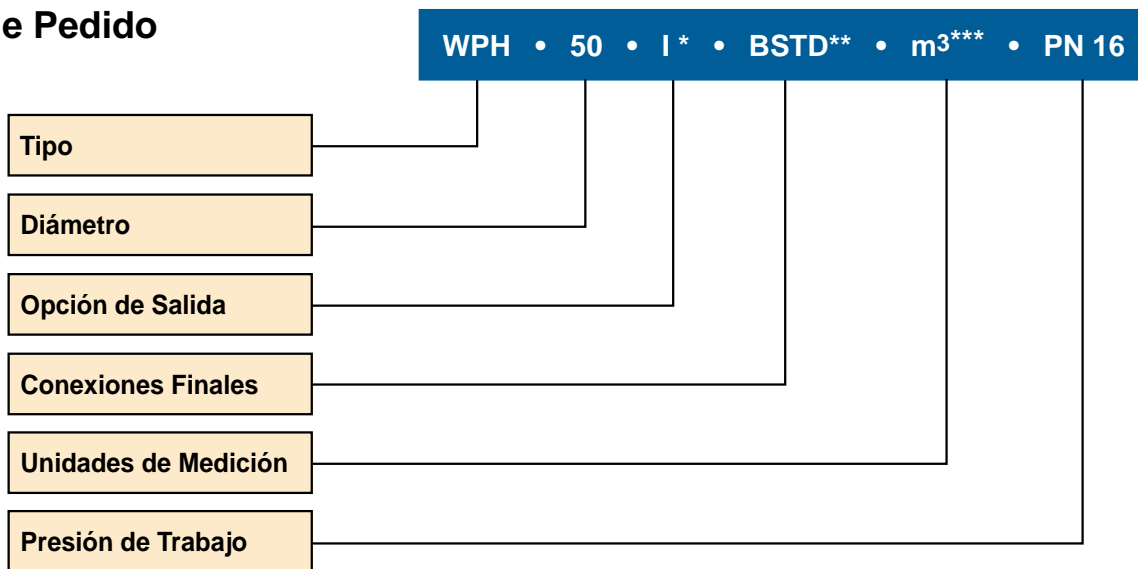 e Pedido
WPH • 50 • I * • BSTD** • m3*** • PN 16
Tipo
Diámetro
Opción de Salida
Conexiones Finales
Unidades de Medición
Presión de Trabajo